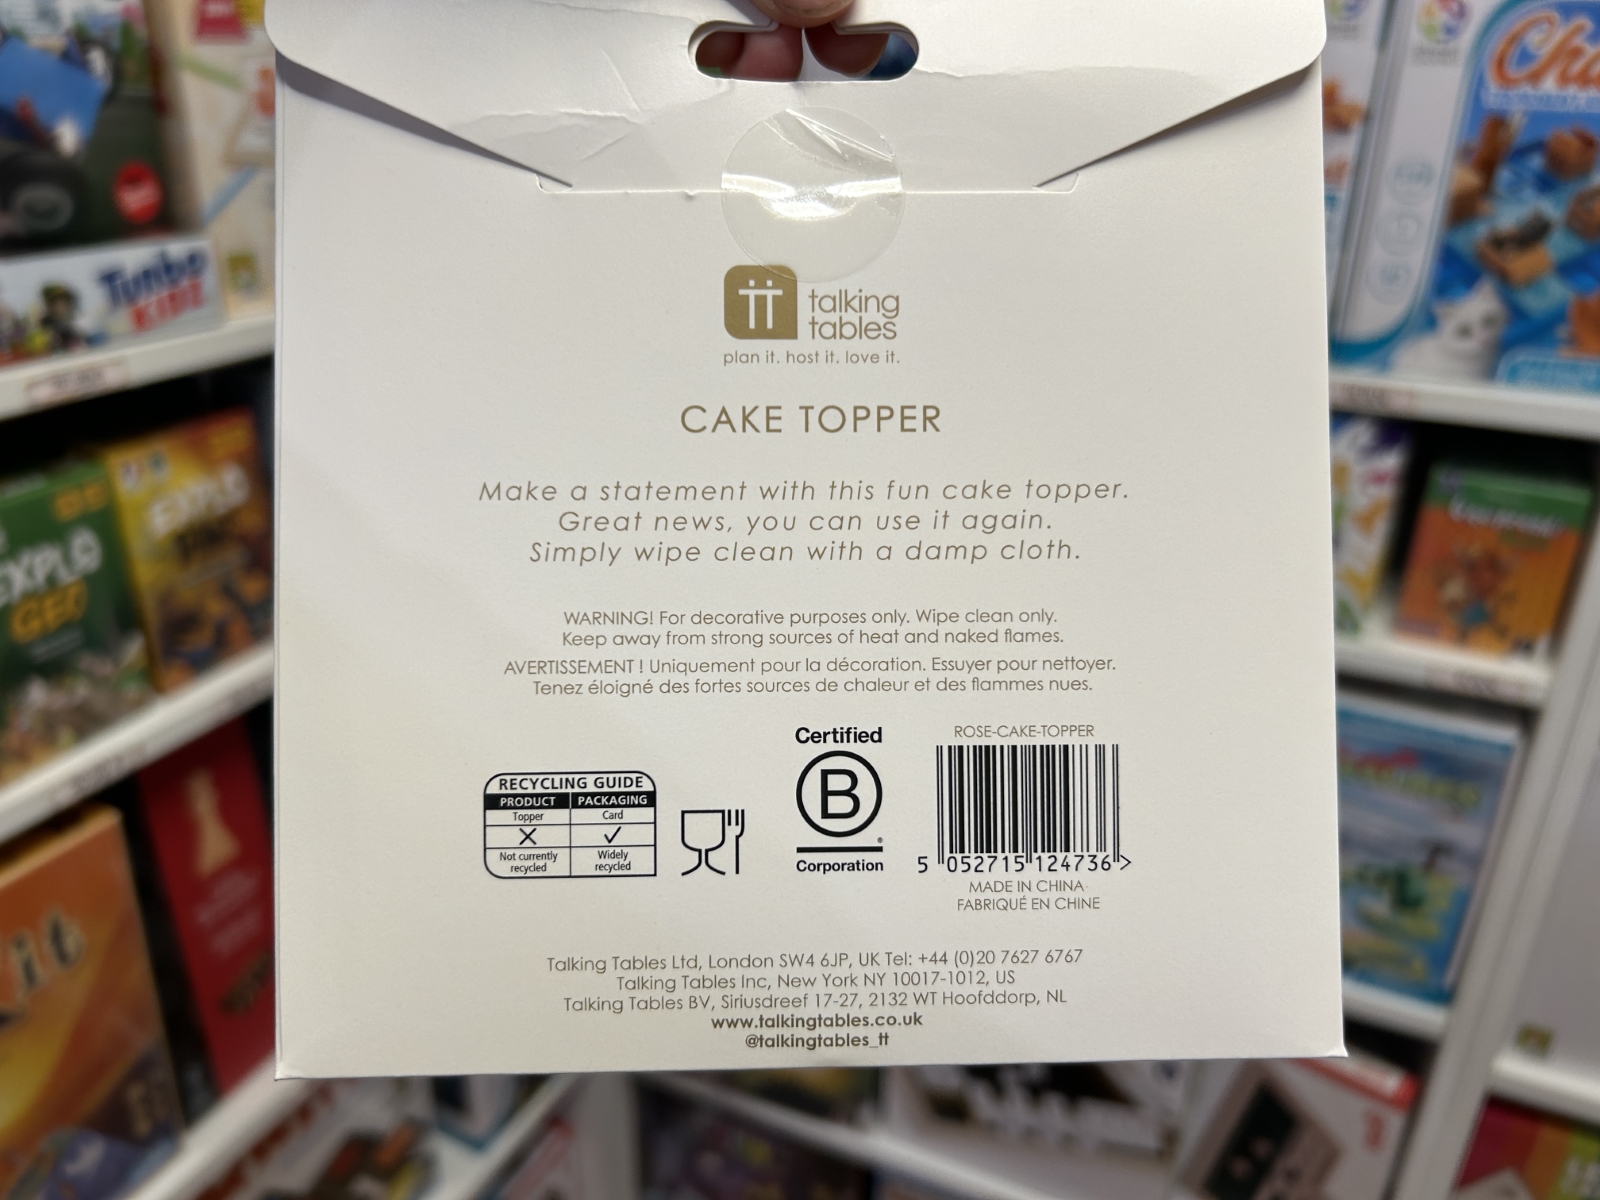 talking
tables
plan it. host it. love it.
CAKE TOPPER
Make a statement with this fun cake topper.
Great news, you can use it again.
Simply wipe clean with a damp cloth.
WARNING! For decorative purposes only. Wipe clean only.
Keep away from strong sources of heat and naked flames.
AVERTISSEMENT ! Uniquement pour la décoration. Essuyer pour nettoyer.
Tenez éloigné des fortes sources de chaleur et des flammes nues.
RECYCLING GUIDE
PRODUCT PACKAGING
Topper Card
Not currently recycled Widely recycled
Certified
B
Corporation
ROSE-CAKE-TOPPER
5 052715 124736 >
MADE IN CHINA
FABRIQUÉ EN CHINE
Talking Tables Ltd, London SW4 6JP, UK Tel: +44 (0)20 7627 6767
Talking Tables Inc, New York NY 10017-1012, US
Talking Tables BV, Siriusdreef 17-27, 2132 WT Hoofddorp, NL
www.talkingtables.co.uk
@talkingtables_tt
Turbo
KIDZ
EXPLO